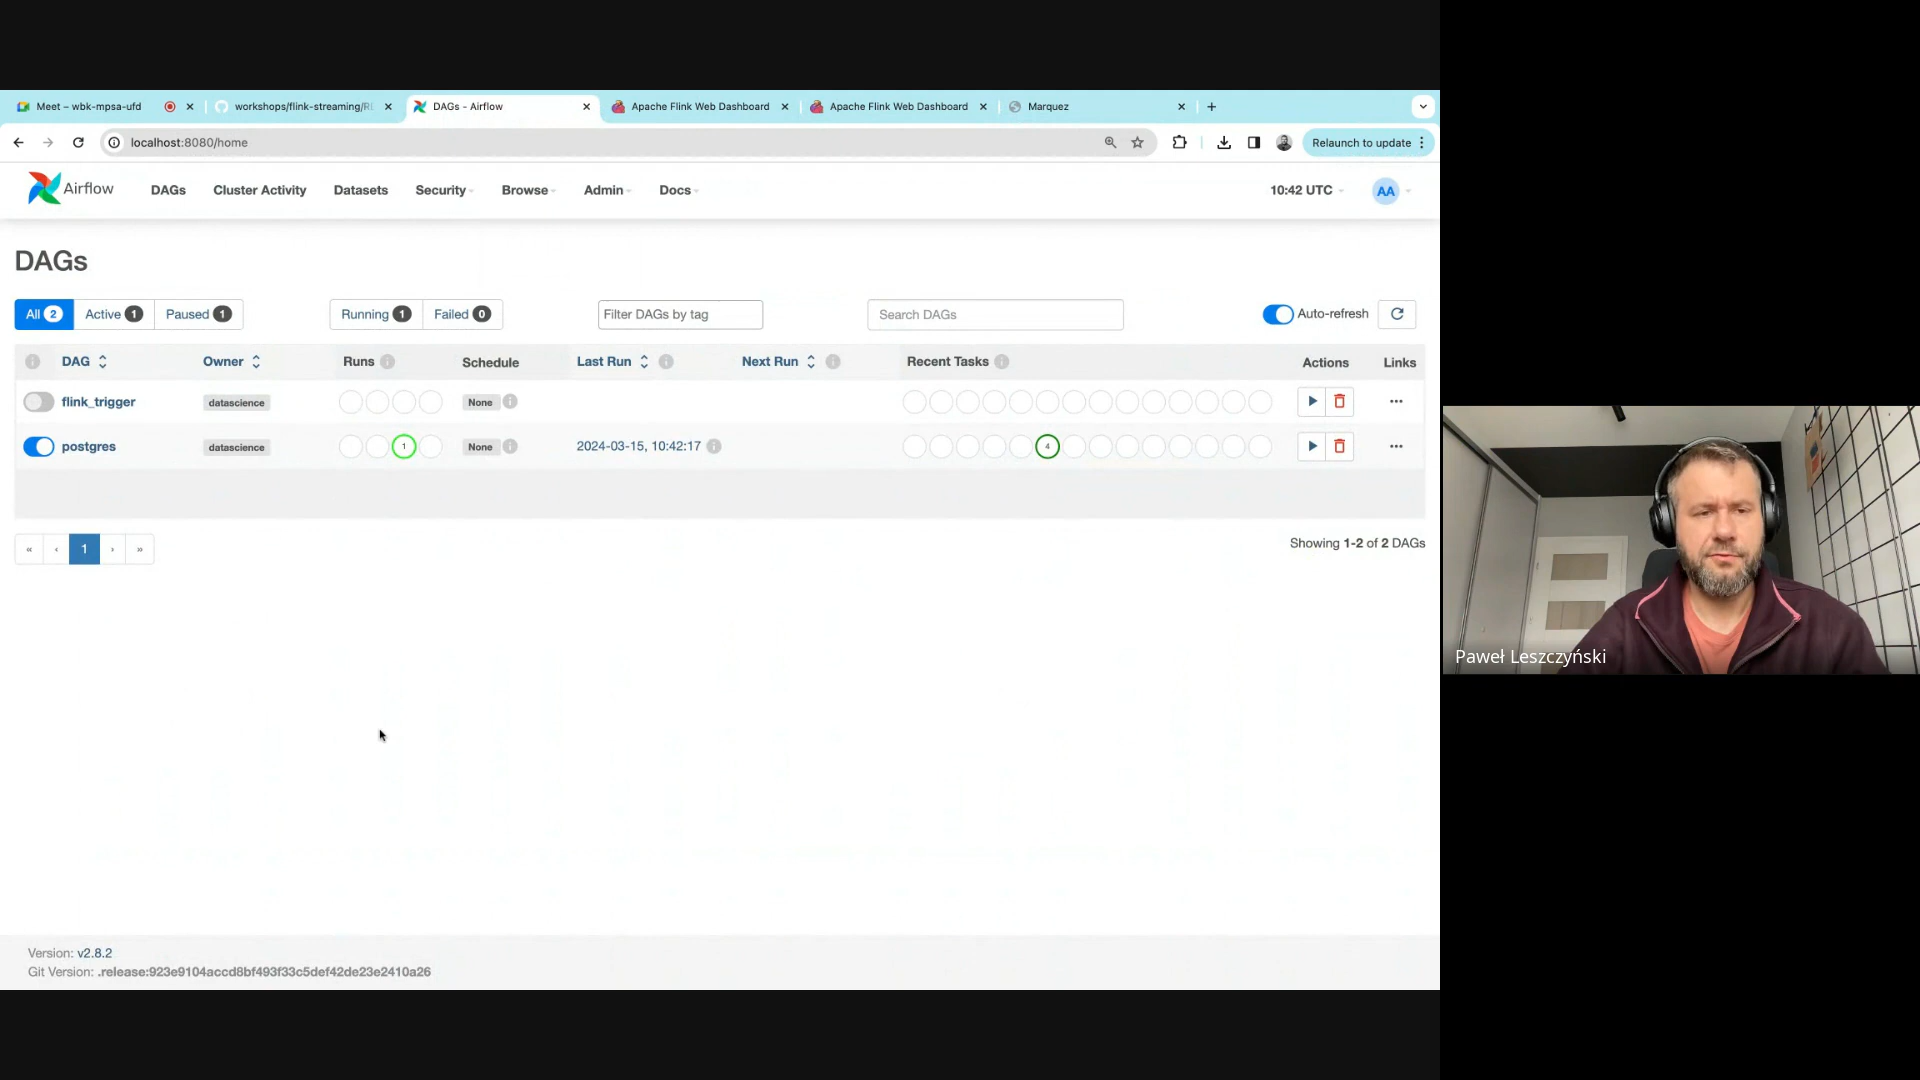 Meet – wbk-mpsa-ufd
workshops/flink-streaming/RE
DAGs - Airflow
Apache Flink Web Dashboard
Apache Flink Web Dashboard
Marquez
localhost:8080/home
Relaunch to update
Airflow
DAGs
Cluster Activity
Datasets
Security
Browse
Admin
Docs
10:42 UTC
AA
DAGs
All 2
Active 1
Paused 1
Running 1
Failed 0
Filter DAGs by tag
Search DAGs
Auto-refresh
DAG
Owner
Runs
Schedule
Last Run
Next Run
Recent Tasks
Actions
Links
flink_trigger
datascience
None
postgres
datascience
1
None
2024-03-15, 10:42:17
4
« ‹ 1 › »
Showing 1-2 of 2 DAGs
Paweł Leszczyński
Version: v2.8.2
Git Version: .release:923e9104accd8bf493f33c5def42de23e2410a26